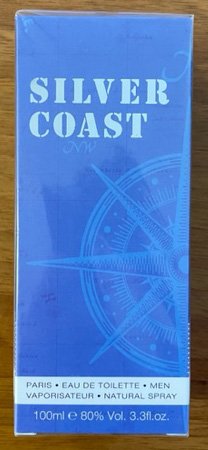 SILVER
COAST
NW
PARIS • EAU DE TOILETTE • MEN
VAPORISATEUR • NATURAL SPRAY
100ml e 80% Vol. 3.3fl.oz.